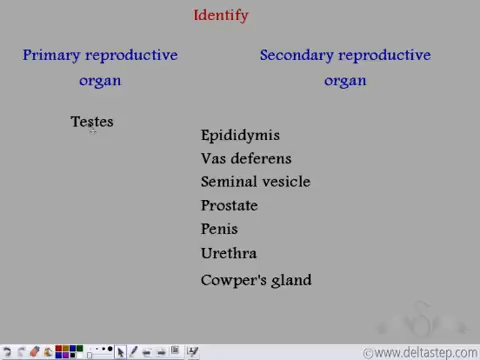 Identify
Primary reproductive
organ
Secondary reproductive
organ
Testes
Epididymis
Vas deferens
Seminal vesicle
Prostate
Penis
Urethra
Cowper's gland
©www.deltastep.com